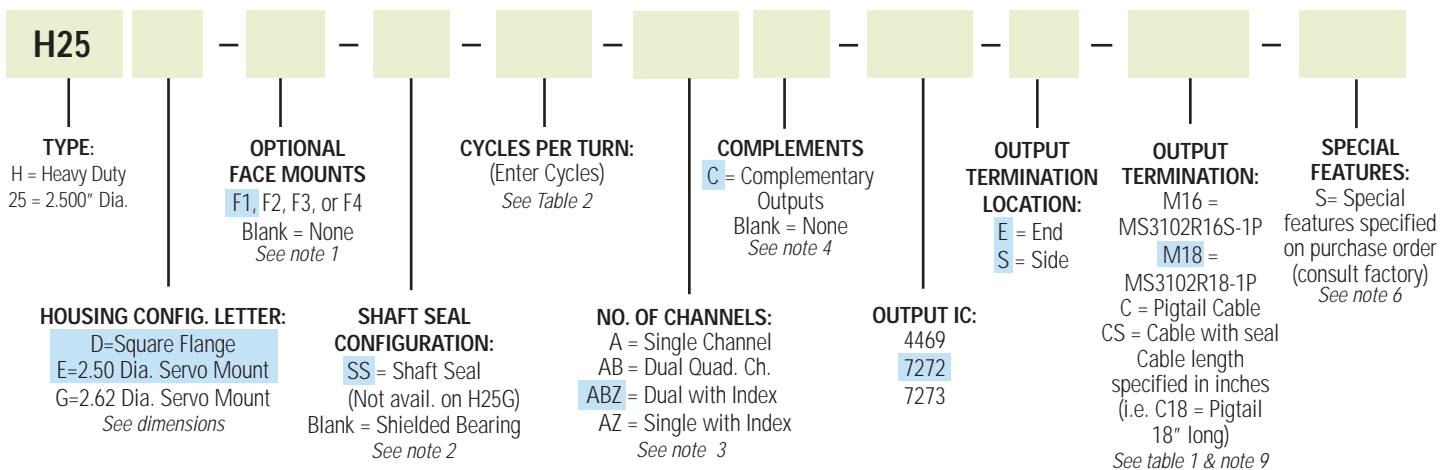 H25 – – – – – – – –
TYPE:
H = Heavy Duty
25 = 2.500" Dia.
HOUSING CONFIG. LETTER:
D=Square Flange
E=2.50 Dia. Servo Mount
G=2.62 Dia. Servo Mount
See dimensions
OPTIONAL
FACE MOUNTS
F1, F2, F3, or F4
Blank = None
See note 1
SHAFT SEAL
CONFIGURATION:
SS = Shaft Seal
(Not avail. on H25G)
Blank = Shielded Bearing
See note 2
CYCLES PER TURN:
(Enter Cycles)
See Table 2
NO. OF CHANNELS:
A = Single Channel
AB = Dual Quad. Ch.
ABZ = Dual with Index
AZ = Single with Index
See note 3
COMPLEMENTS
C = Complementary
Outputs
Blank = None
See note 4
OUTPUT IC:
4469
7272
7273
OUTPUT
TERMINATION
LOCATION:
E = End
S = Side
OUTPUT
TERMINATION:
M16 =
MS3102R16S-1P
M18 =
MS3102R18-1P
C = Pigtail Cable
CS = Cable with seal
Cable length
specified in inches
(i.e. C18 = Pigtail
18" long)
See table 1 & note 9
SPECIAL
FEATURES:
S= Special
features specified
on purchase order
(consult factory)
See note 6